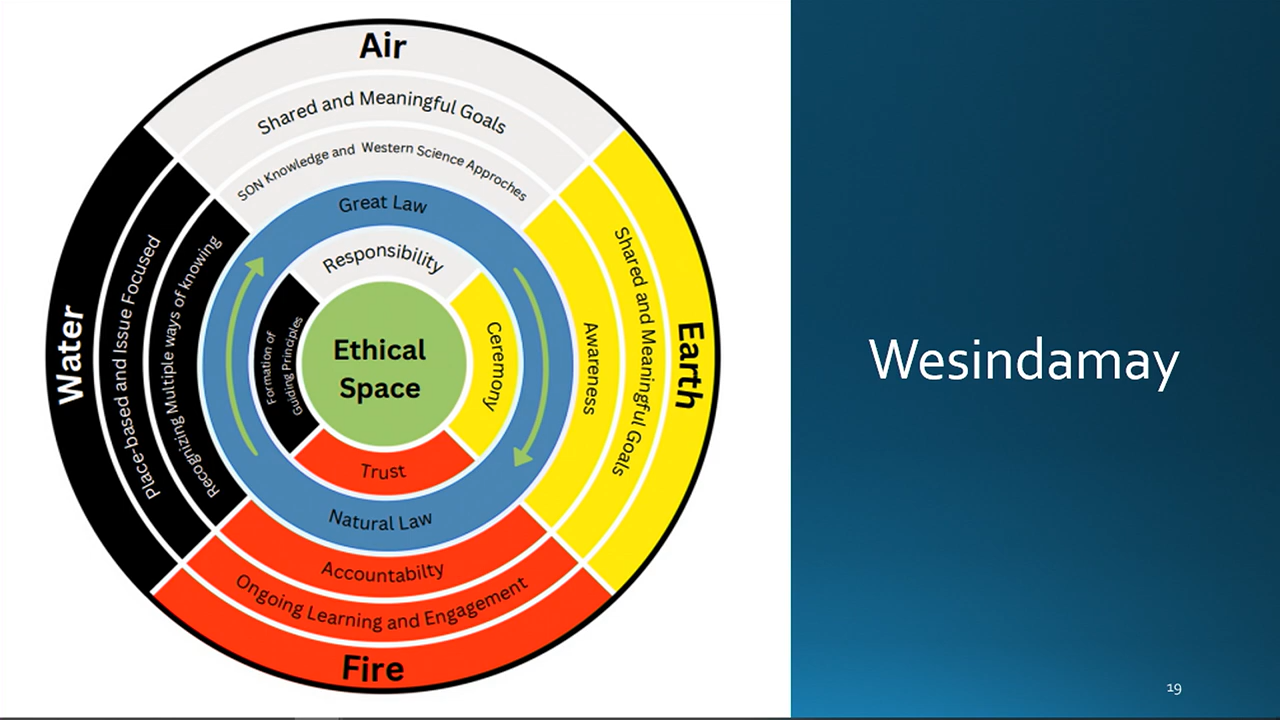 Air
Shared and Meaningful Goals
SON Knowledge and Western Science Approches
Great Law
Responsibility
Earth
Shared and Meaningful Goals
Awareness
Ceremony
Ethical
Space
Water
Place-based and Issue Focused
Recognizing Multiple ways of knowing
Formation of
Guiding Principles
Trust
Natural Law
Accountabilty
Ongoing Learning and Engagement
Fire
Wesindamay
19